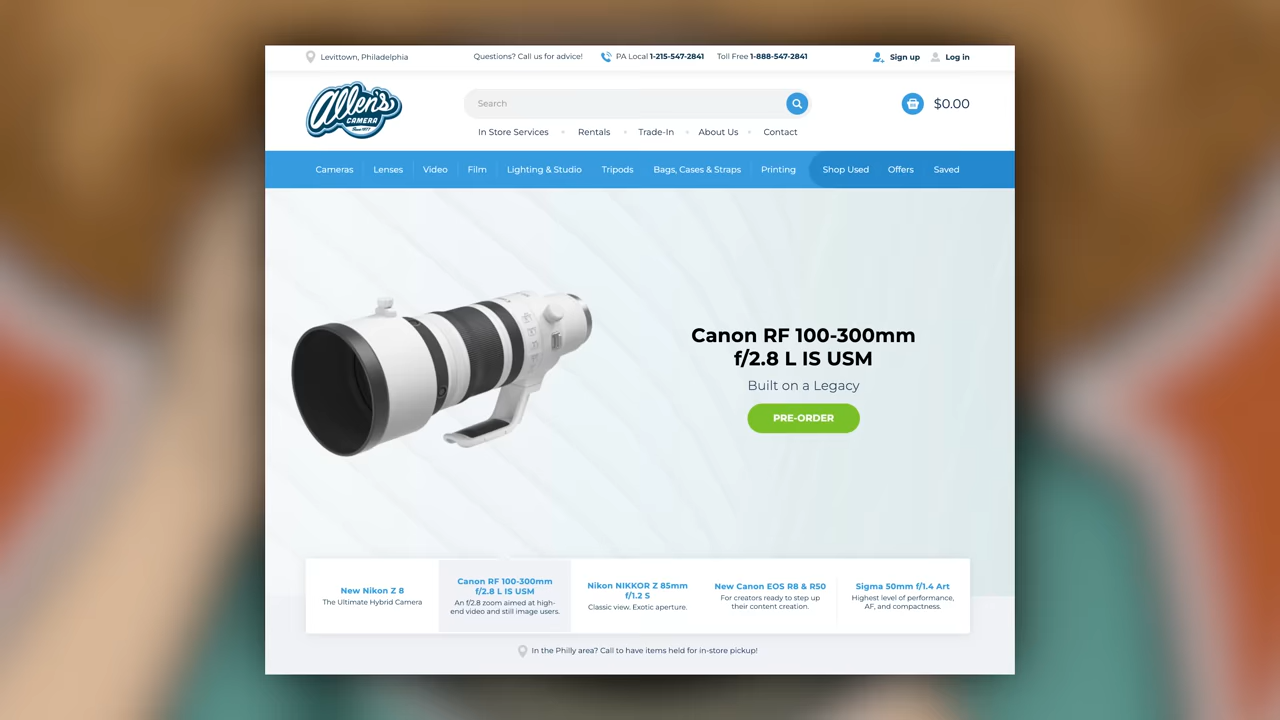 Levittown, Philadelphia
Questions? Call us for advice!
PA Local 1-215-547-2841
Toll Free 1-888-547-2841
Sign up
Log in
Allen's
CAMERA
Since 1977
Search
$0.00
In Store Services
Rentals
Trade-In
About Us
Contact
Cameras
Lenses
Video
Film
Lighting & Studio
Tripods
Bags, Cases & Straps
Printing
Shop Used
Offers
Saved
Canon RF 100-300mm
f/2.8 L IS USM
Built on a Legacy
PRE-ORDER
New Nikon Z 8
The Ultimate Hybrid Camera
Canon RF 100-300mm
f/2.8 L IS USM
An f/2.8 zoom aimed at high-
end video and still image users.
Nikon NIKKOR Z 85mm
f/1.2 S
Classic view. Exotic aperture.
New Canon EOS R8 & R50
For creators ready to step up
their content creation.
Sigma 50mm f/1.4 Art
Highest level of performance,
AF, and compactness.
In the Philly area? Call to have items held for in-store pickup!